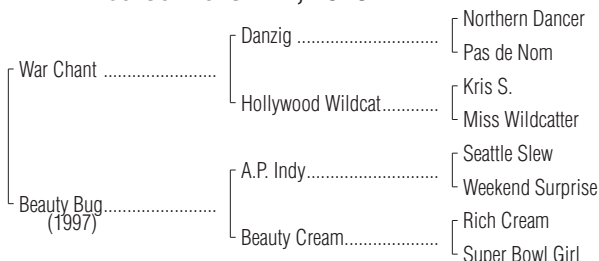 Northern Dancer
Danzig ......................................
Pas de Nom
War Chant ..............................
Kris S.
Hollywood Wildcat...............
Miss Wildcatter
Seattle Slew
A.P. Indy...................................
Weekend Surprise
Beauty Bug..............................
(1997)
Rich Cream
Beauty Cream.........................
Super Bowl Girl